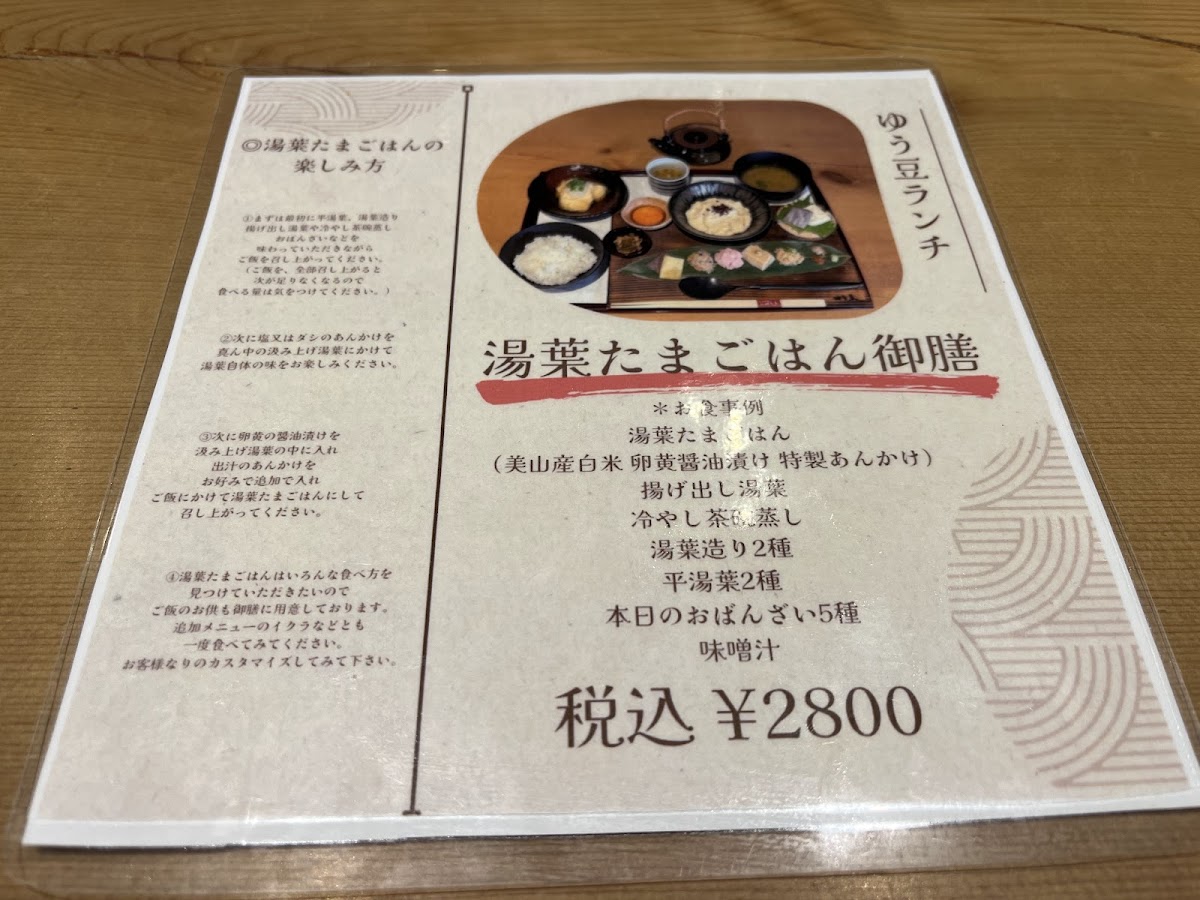 ◎湯葉たまごはんの
楽しみ方
①まずは最初に平湯葉、湯葉造り
揚げ出し湯葉や冷やし茶碗蒸し
おばんざいなどを
味わっていただきながら
ご飯を召し上がってください。
（ご飯を、全部召し上がると
次が足りなくなるので
食べる量は気をつけてください。）
②次に塩又はダシのあんかけを
真ん中の汲み上げ湯葉にかけて
湯葉自体の味をお楽しみください。
③次に卵黄の醤油漬けを
汲み上げ湯葉の中に入れ
出汁のあんかけを
お好みで追加で入れ
ご飯にかけて湯葉たまごはんにして
召し上がってください。
④湯葉たまごはんはいろんな食べ方を
見つけていただきたいので
ご飯のお供も御膳に用意しております。
追加メニューのイクラなどとも
一度食べてみてください。
お客様なりのカスタマイズしてみて下さい。
ゆう豆ランチ
湯葉たまごはん御膳
＊お食事例
湯葉たまごはん
（美山産白米 卵黄醤油漬け 特製あんかけ）
揚げ出し湯葉
冷やし茶碗蒸し
湯葉造り2種
平湯葉2種
本日のおばんざい5種
味噌汁
税込 ¥2800